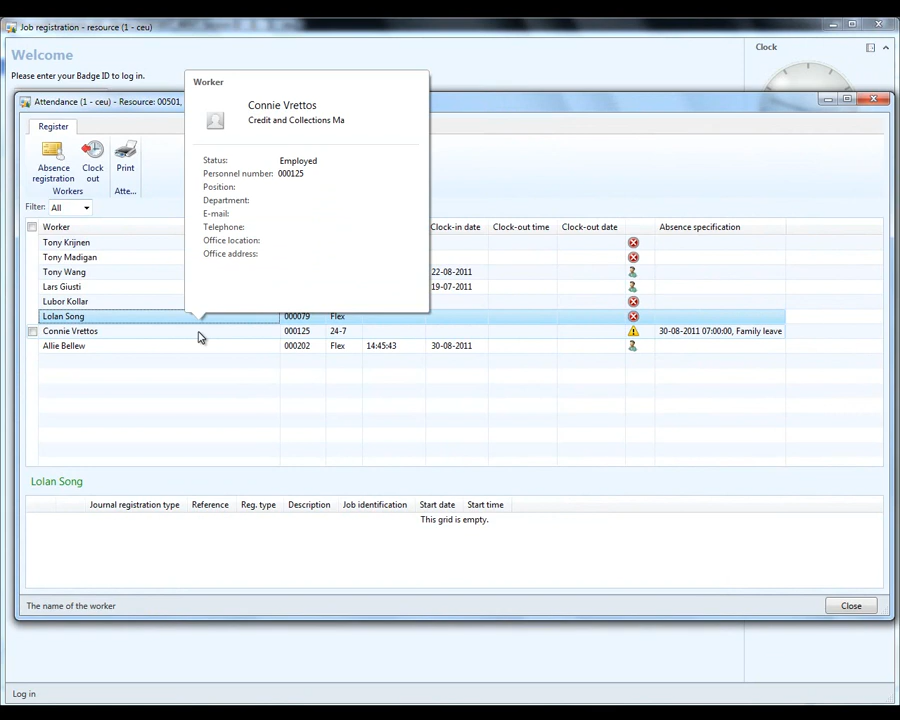 Job registration - resource (1 - ceu)
Welcome
Clock
Please enter your Badge ID to log in.
Attendance (1 - ceu) - Resource: 00501,
Worker
Connie Vrettos
Credit and Collections Ma
Status: Employed
Personnel number: 000125
Position:
Department:
E-mail:
Telephone:
Office location:
Office address:
Register
Absence registration
Clock out
Print
Workers
Atte...
Filter: All
Worker Clock-in date Clock-out time Clock-out date Absence specification
Tony Krijnen
Tony Madigan
Tony Wang 22-08-2011
Lars Giusti 19-07-2011
Lubor Kollar
Lolan Song 000079 Flex
Connie Vrettos 000125 24-7 30-08-2011 07:00:00, Family leave
Allie Bellew 000202 Flex 14:45:43 30-08-2011
Lolan Song
Journal registration type Reference Reg. type Description Job identification Start date Start time
This grid is empty.
The name of the worker
Close
Log in